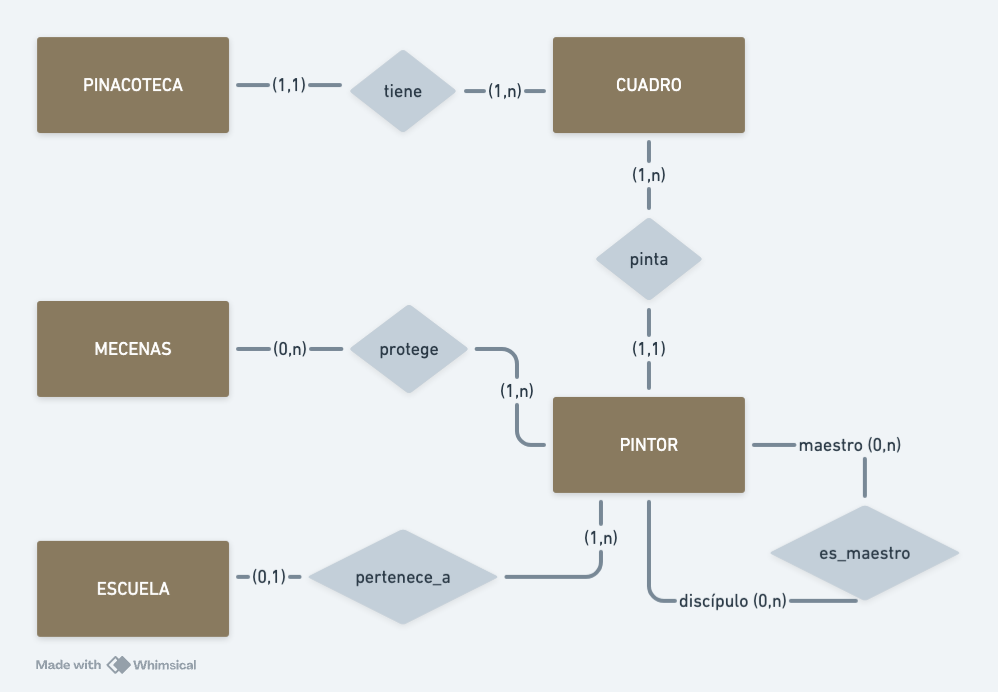 PINACOTECA
(1,1)
tiene
(1,n)
CUADRO
(1,n)
pinta
(1,1)
MECENAS
(0,n)
protege
(1,n)
PINTOR
maestro (0,n)
es_maestro
discípulo (0,n)
(1,n)
ESCUELA
(0,1)
pertenece_a
Made with Whimsical